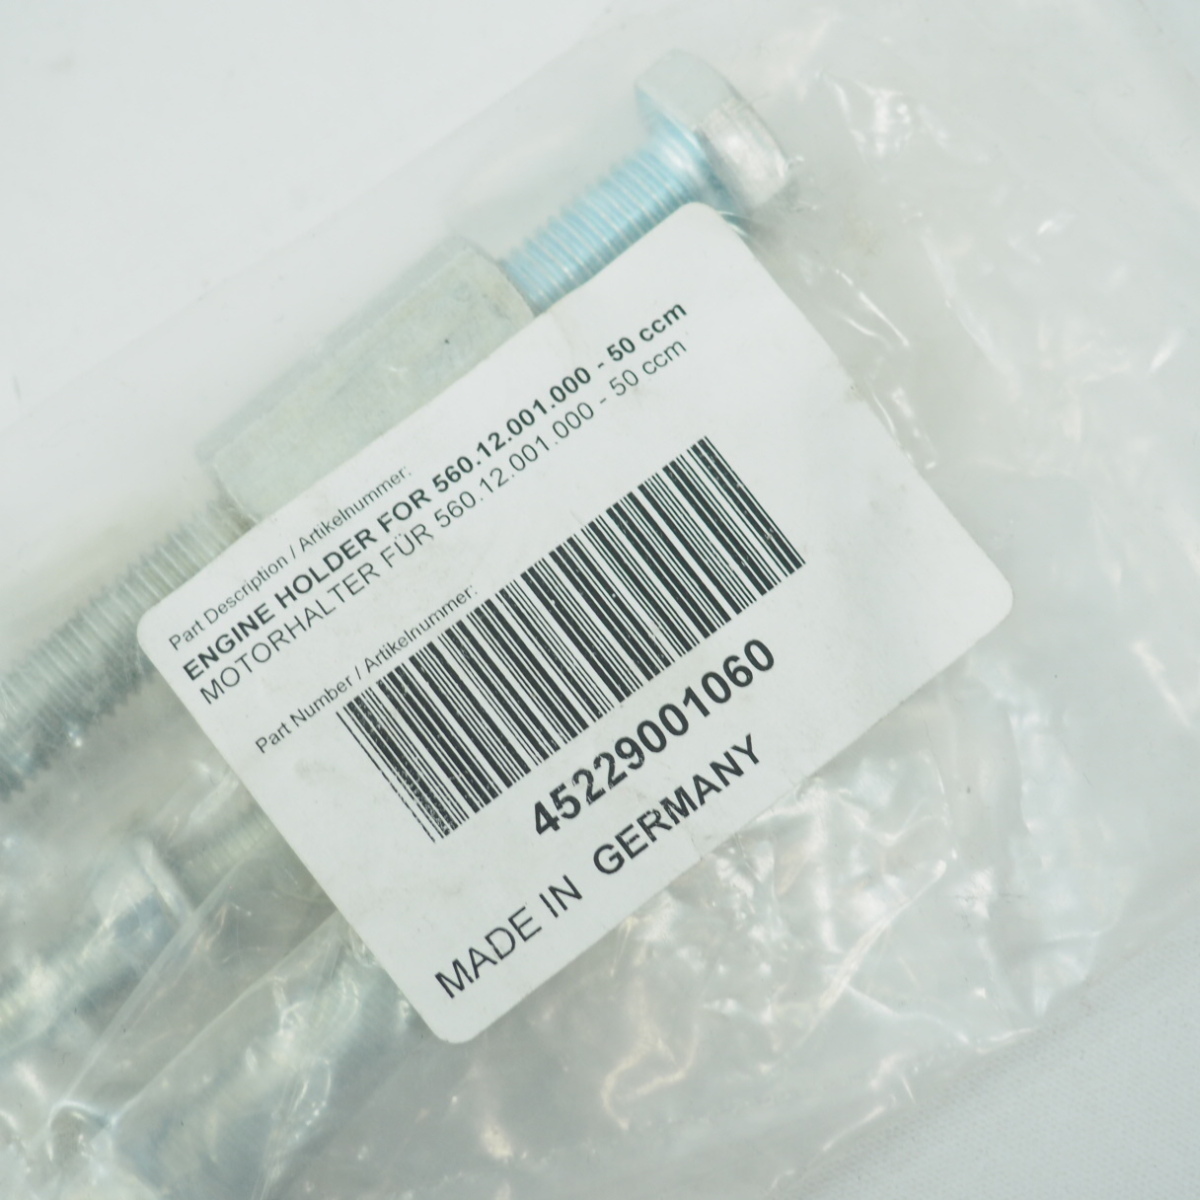 Part Description / Artikelnummer:
ENGINE HOLDER FOR 560.12.001.000 - 50 ccm
MOTORHALTER FÜR 560.12.001.000 - 50 ccm
Part Number / Artikelnummer:
45229001060
MADE IN GERMANY